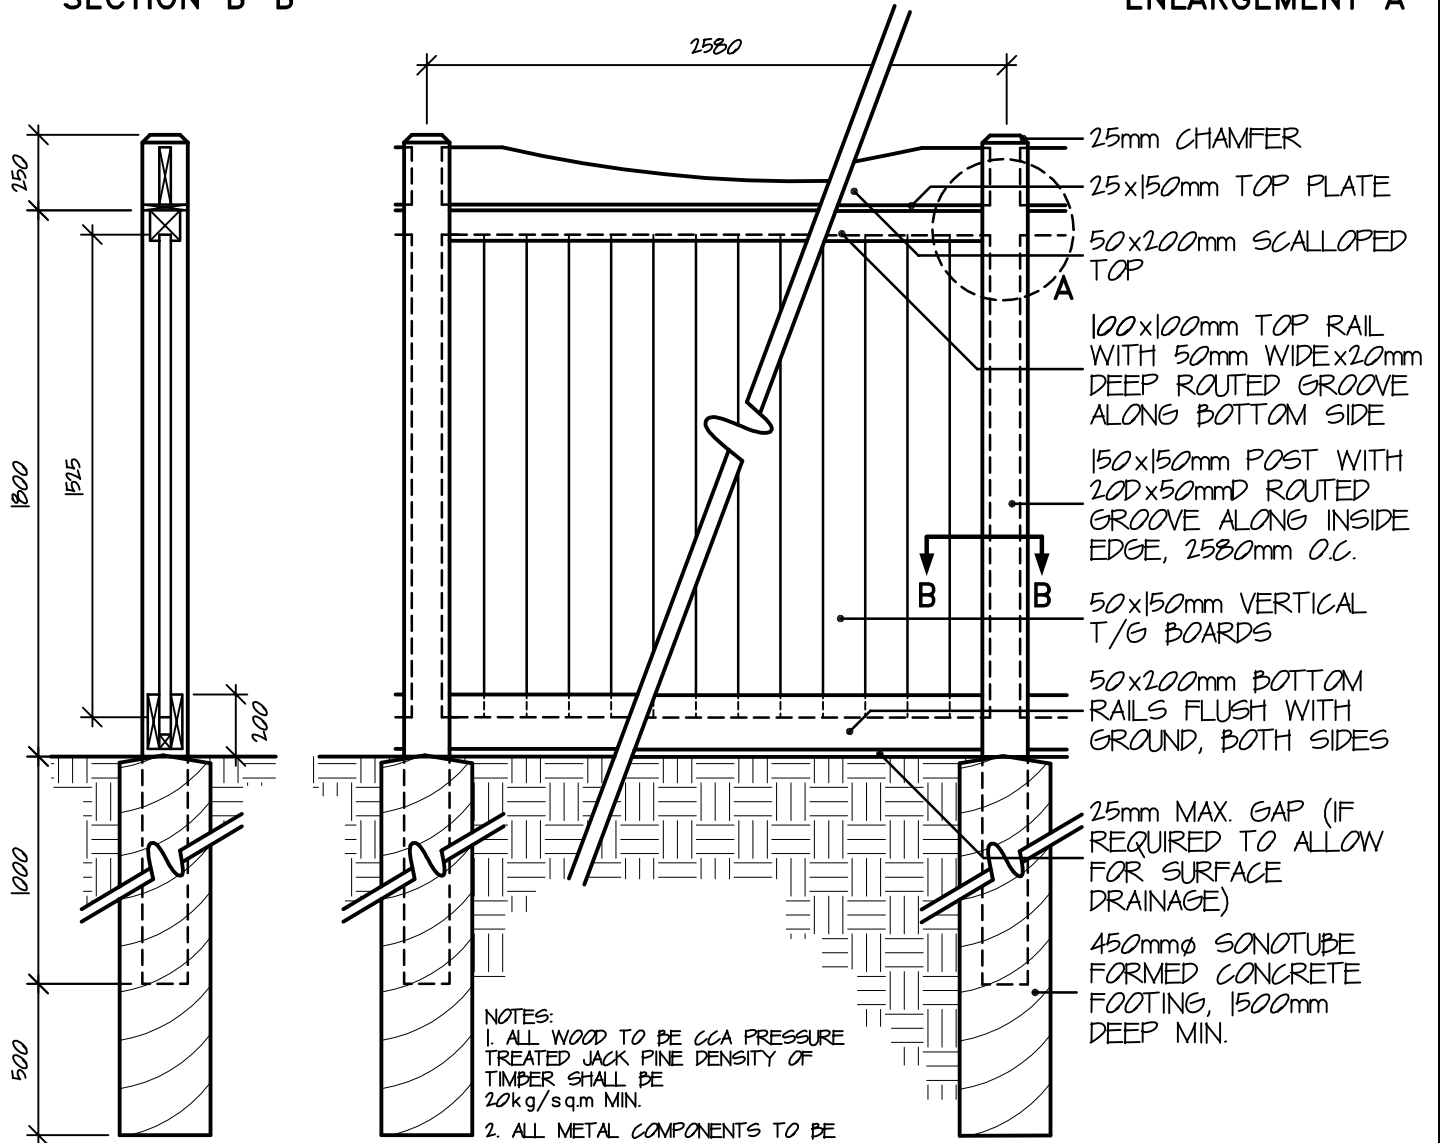 SECTION B-B
ENLARGEMENT A
2580
250
1800
1525
200
1000
500
25mm CHAMFER
25x150mm TOP PLATE
50x200mm SCALLOPED
TOP
A
100x100mm TOP RAIL
WITH 50mm WIDEx20mm
DEEP ROUTED GROOVE
ALONG BOTTOM SIDE
150x150mm POST WITH
20Dx50mmD ROUTED
GROOVE ALONG INSIDE
EDGE, 2580mm O.C.
B B
50x150mm VERTICAL
T/G BOARDS
50x200mm BOTTOM
RAILS FLUSH WITH
GROUND, BOTH SIDES
25mm MAX. GAP (IF
REQUIRED TO ALLOW
FOR SURFACE
DRAINAGE)
450mmø SONOTUBE
FORMED CONCRETE
FOOTING, 1500mm
DEEP MIN.
NOTES:
1. ALL WOOD TO BE CCA PRESSURE
TREATED JACK PINE DENSITY OF
TIMBER SHALL BE
20kg/sq.m MIN.
2. ALL METAL COMPONENTS TO BE